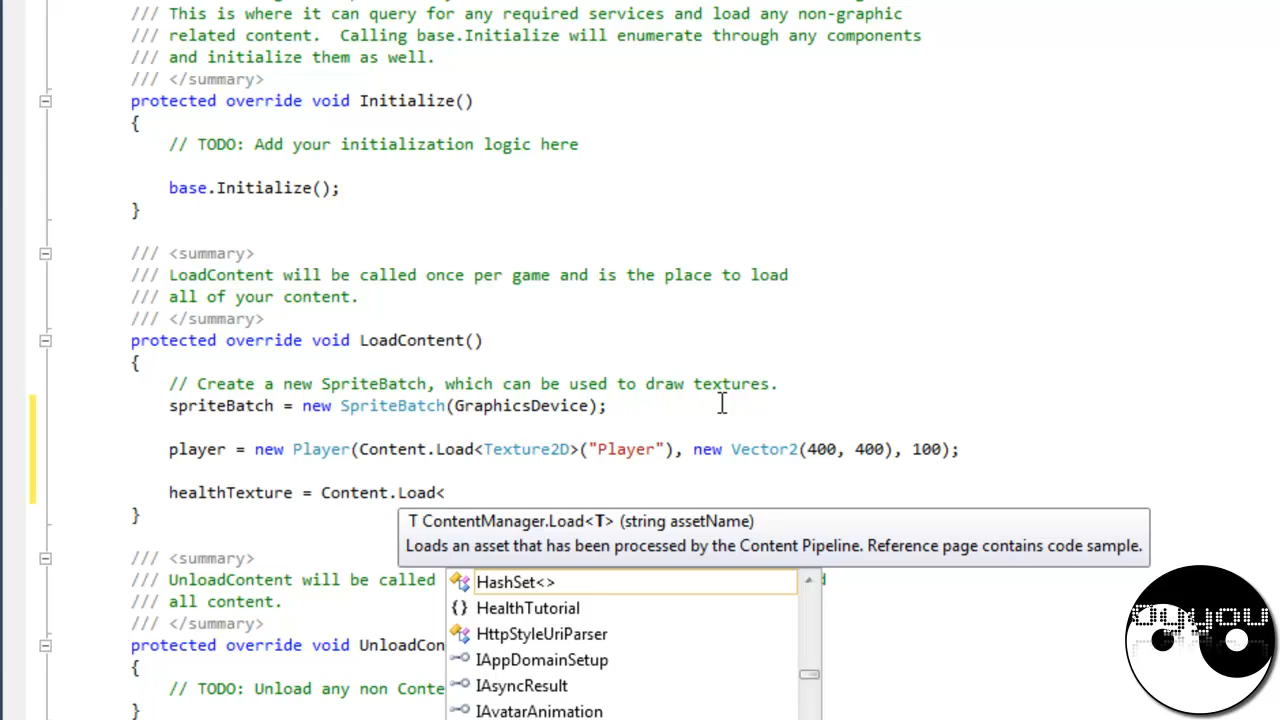 /// This is where it can query for any required services and load any non-graphic
/// related content.  Calling base.Initialize will enumerate through any components
/// and initialize them as well.
/// </summary>
protected override void Initialize()
{
// TODO: Add your initialization logic here
base.Initialize();
}
/// <summary>
/// LoadContent will be called once per game and is the place to load
/// all of your content.
/// </summary>
protected override void LoadContent()
{
// Create a new SpriteBatch, which can be used to draw textures.
spriteBatch = new SpriteBatch(GraphicsDevice);
player = new Player(Content.Load<Texture2D>("Player"), new Vector2(400, 400), 100);
healthTexture = Content.Load<
}
T ContentManager.Load<T> (string assetName)
Loads an asset that has been processed by the Content Pipeline. Reference page contains code sample.
/// <summary>
/// UnloadContent will be called
/// all content.
/// </summary>
protected override void UnloadCon
{
// TODO: Unload any non Conte
}
HashSet<>
{} HealthTutorial
HttpStyleUriParser
IAppDomainSetup
IAsyncResult
IAvatarAnimation